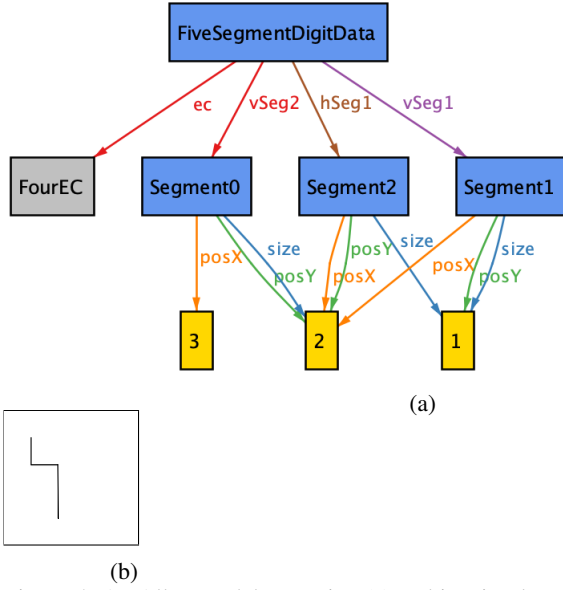 FiveSegmentDigitData
ec
vSeg2
hSeg1
vSeg1
FourEC
Segment0
Segment2
Segment1
posX
size
posY
posY
posX
size
posX
size
posY
3
2
1
(a)
(b)